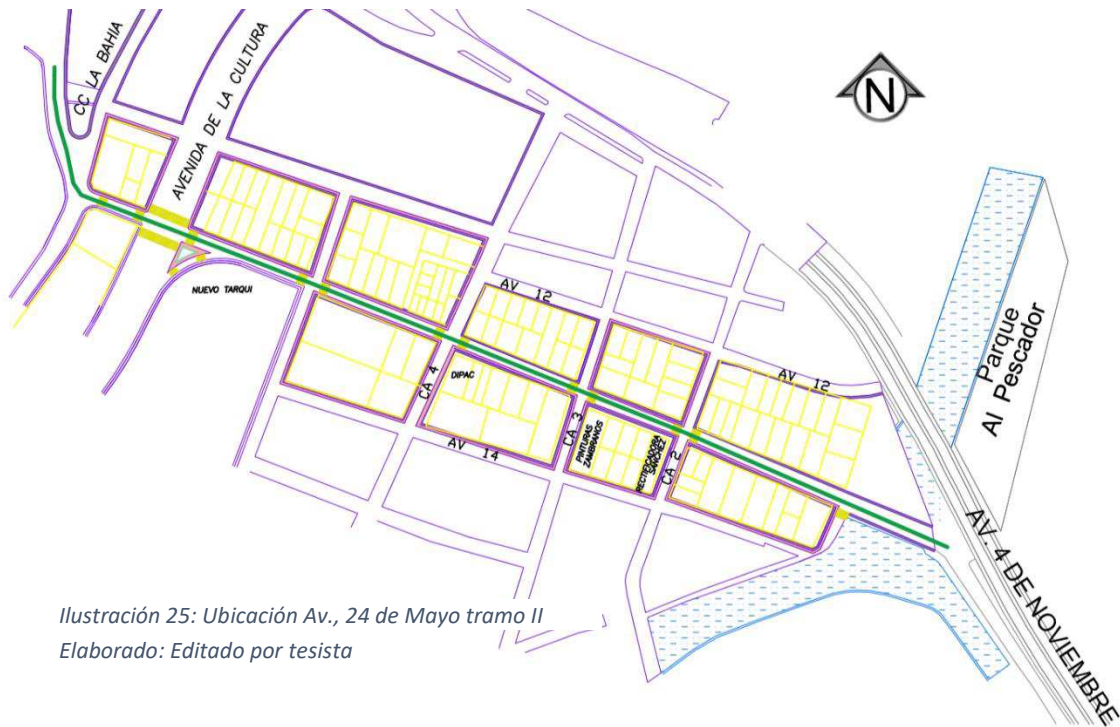 CC LA BAHIA
AVENIDA DE LA CULTURA
N
NUEVO TARQUI
AV 12
Parque
Al Pescador
AV 12
CA 4
DIPAC
CA 3
PINTURAS
ZAMBRANOS
RECTIFICADORA
SANCHEZ
CA 2
AV 14
AV. 4 DE NOVIEMBRE
Ilustración 25: Ubicación Av., 24 de Mayo tramo II
Elaborado: Editado por tesista